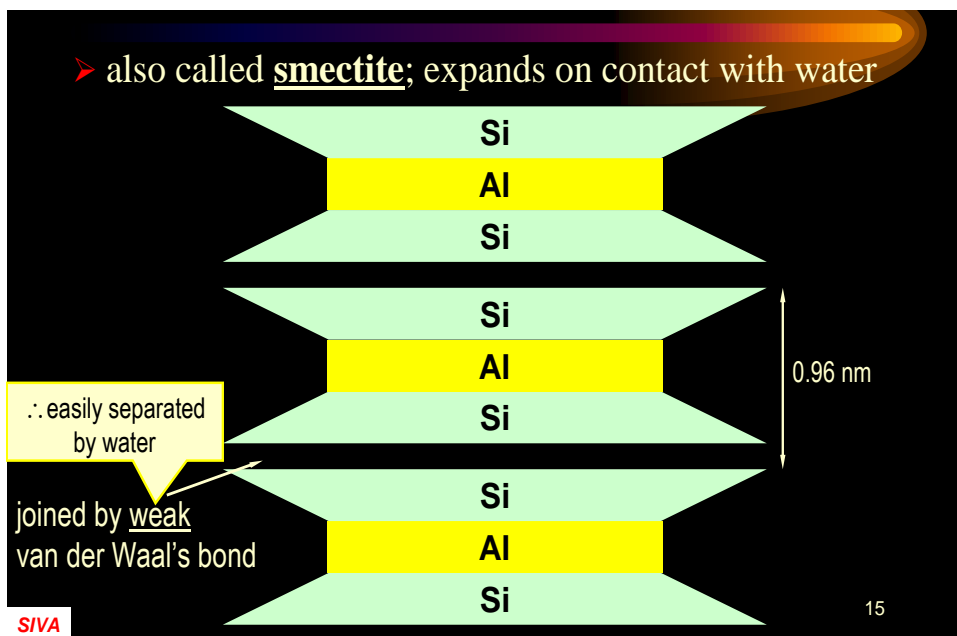 ➢ also called smectite; expands on contact with water
Si
Al
Si
Si
Al
Si
0.96 nm
∴ easily separated
by water
joined by weak
van der Waal’s bond
Si
Al
Si
15
SIVA